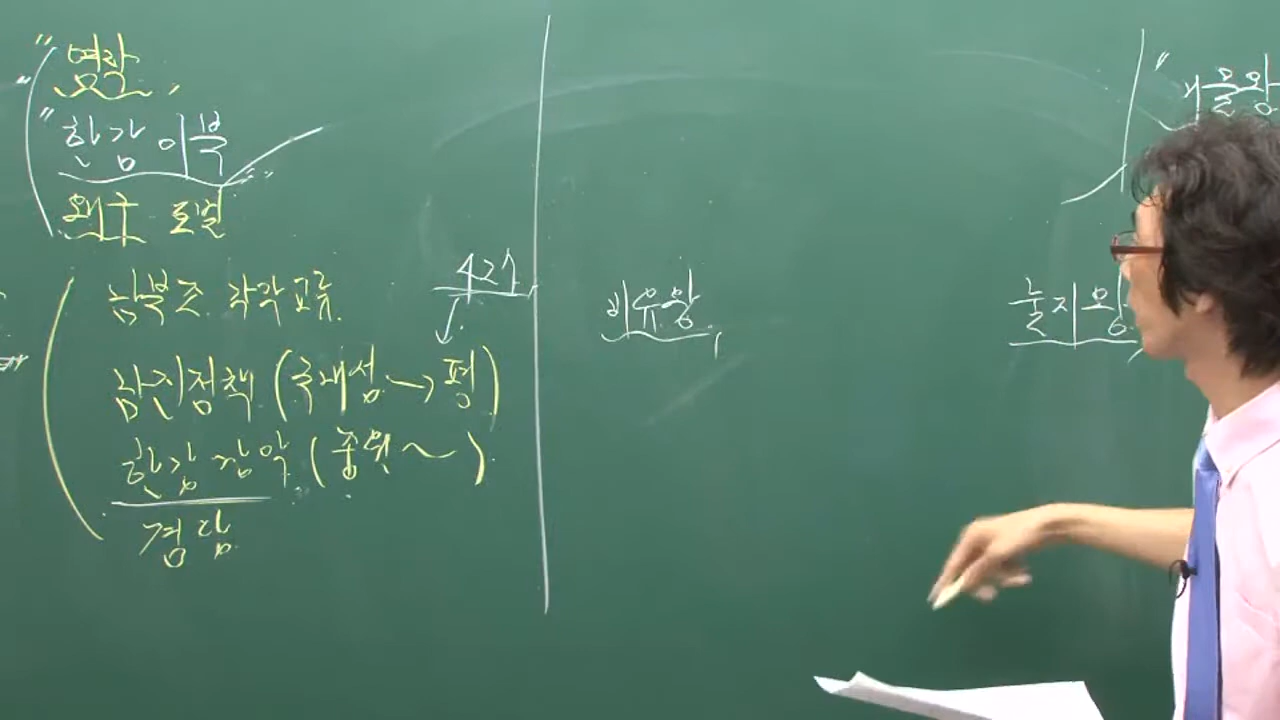 " 영락 "
" 한강 이북 "
왜구 토벌
남북조 각각 교류
남진정책 (국내성 → 평)
한강 장악 (중원~)
경당
427
비유왕
" 내물왕
눌지왕